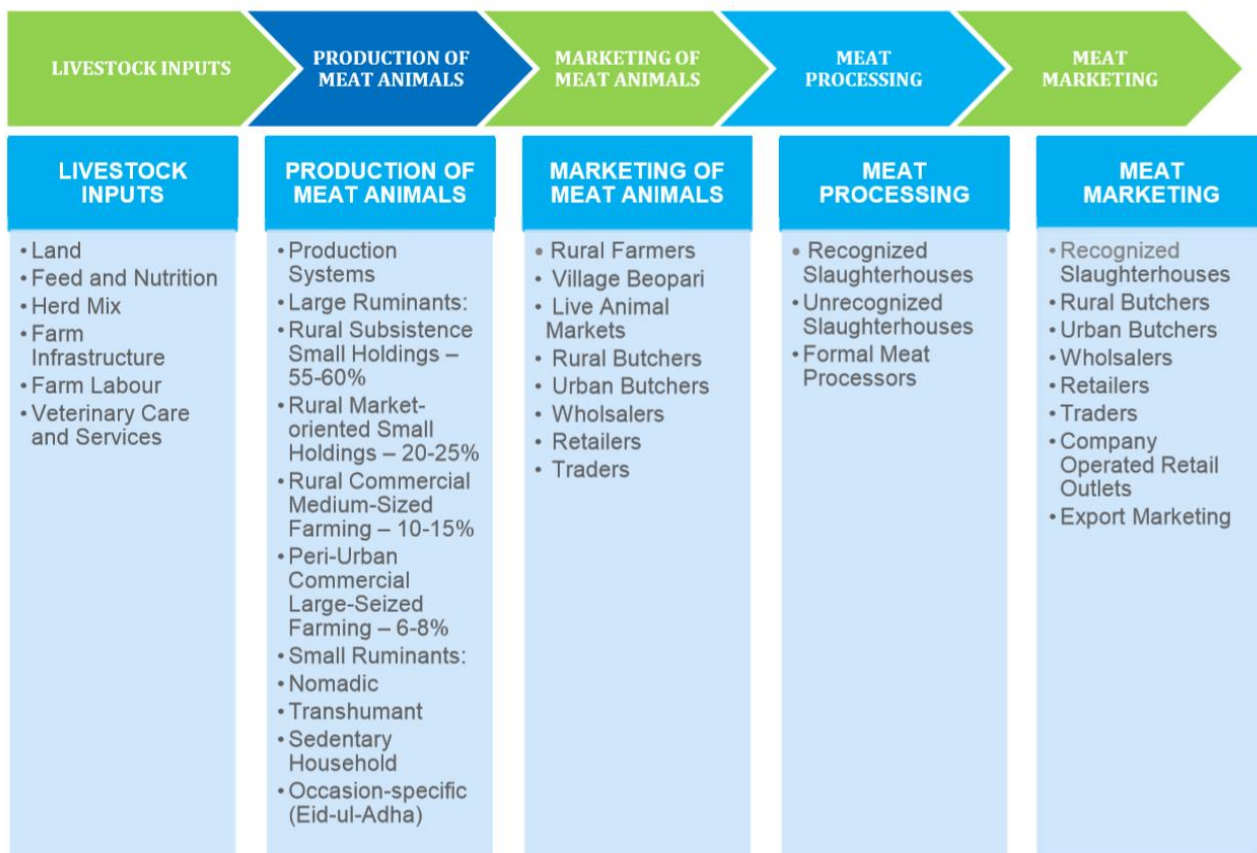 LIVESTOCK INPUTS
PRODUCTION OF
MEAT ANIMALS
MARKETING OF
MEAT ANIMALS
MEAT
PROCESSING
MEAT
MARKETING
LIVESTOCK
INPUTS
• Land
• Feed and Nutrition
• Herd Mix
• Farm
Infrastructure
• Farm Labour
• Veterinary Care
and Services
PRODUCTION OF
MEAT ANIMALS
• Production
Systems
• Large Ruminants:
• Rural Subsistence
Small Holdings –
55-60%
• Rural Market-
oriented Small
Holdings – 20-25%
• Rural Commercial
Medium-Sized
Farming – 10-15%
• Peri-Urban
Commercial
Large-Seized
Farming – 6-8%
• Small Ruminants:
• Nomadic
• Transhumant
• Sedentary
Household
• Occasion-specific
(Eid-ul-Adha)
MARKETING OF
MEAT ANIMALS
• Rural Farmers
• Village Beopari
• Live Animal
Markets
• Rural Butchers
• Urban Butchers
• Wholsalers
• Retailers
• Traders
MEAT
PROCESSING
• Recognized
Slaughterhouses
• Unrecognized
Slaughterhouses
• Formal Meat
Processors
MEAT
MARKETING
• Recognized
Slaughterhouses
• Rural Butchers
• Urban Butchers
• Wholsalers
• Retailers
• Traders
• Company
Operated Retail
Outlets
• Export Marketing